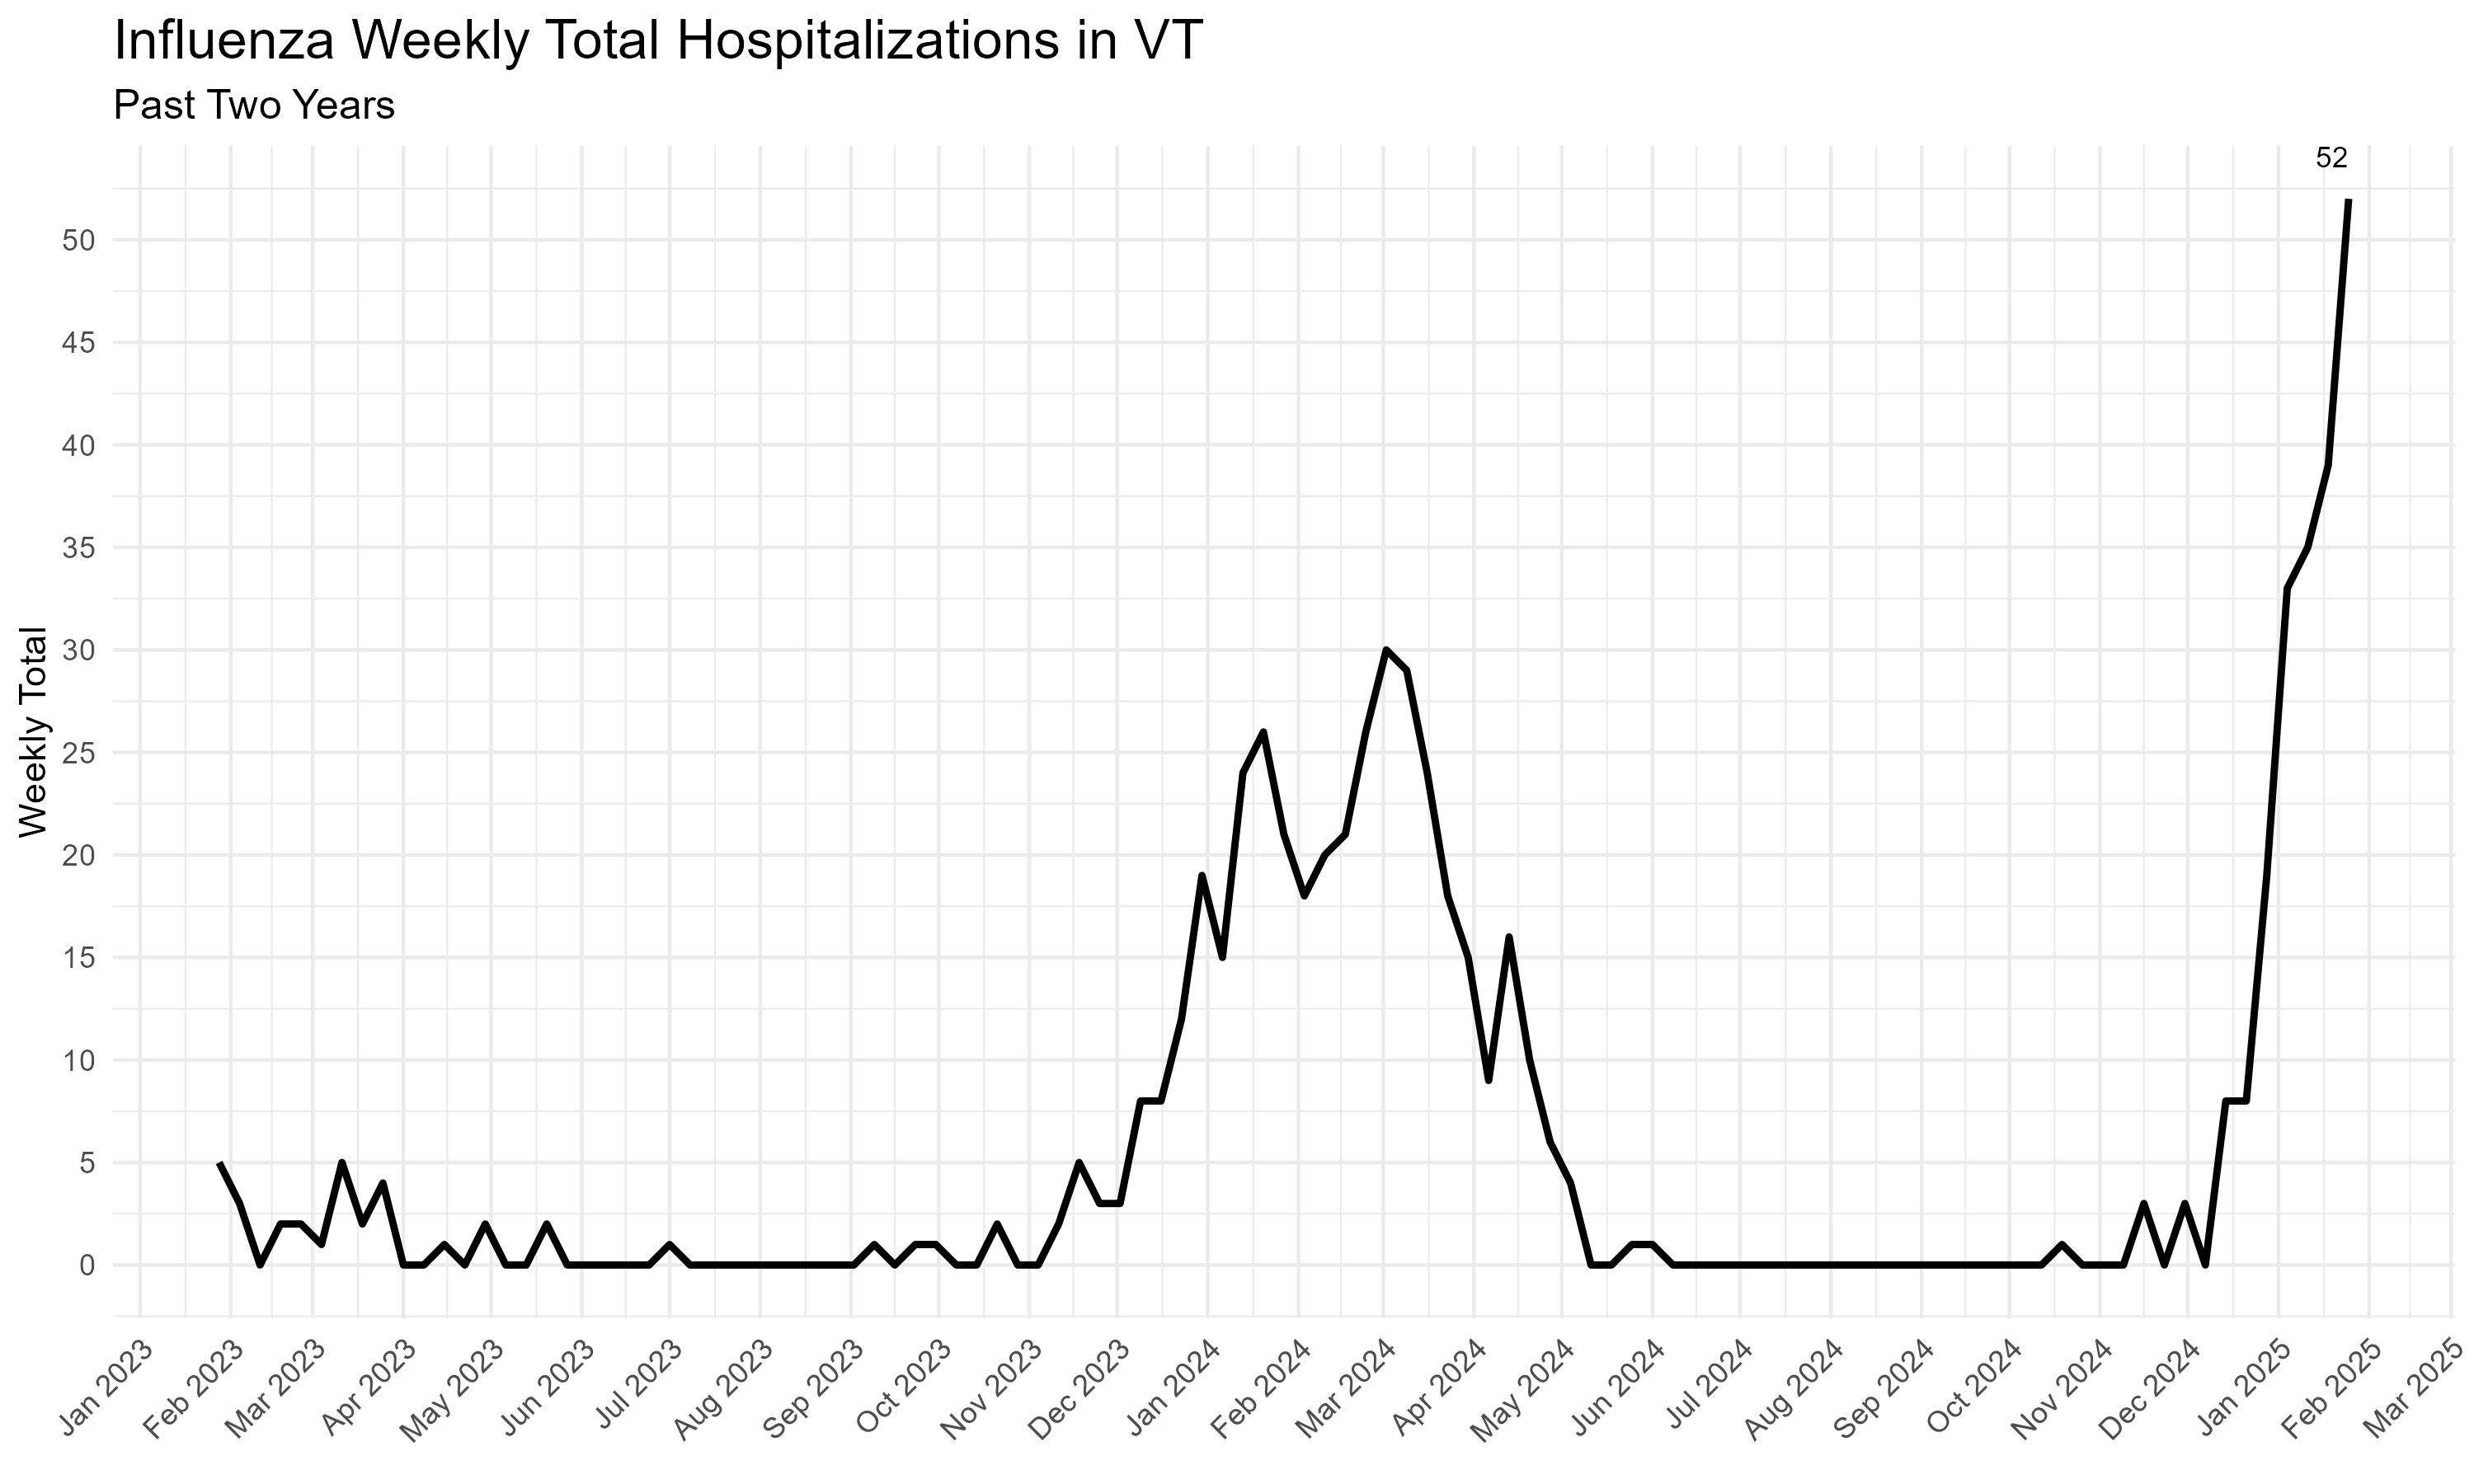 Influenza Weekly Total Hospitalizations in VT
Past Two Years
52
Weekly Total
50
45
40
35
30
25
20
15
10
5
0
Jan 2023
Feb 2023
Mar 2023
Apr 2023
May 2023
Jun 2023
Jul 2023
Aug 2023
Sep 2023
Oct 2023
Nov 2023
Dec 2023
Jan 2024
Feb 2024
Mar 2024
Apr 2024
May 2024
Jun 2024
Jul 2024
Aug 2024
Sep 2024
Oct 2024
Nov 2024
Dec 2024
Jan 2025
Feb 2025
Mar 2025